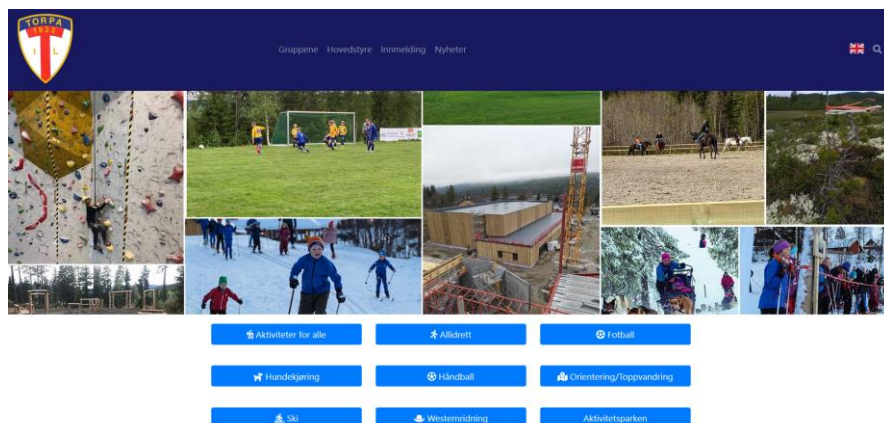 TORPA
1933
I L
Gruppene Hovedstyre Innmelding Nyheter
Aktiviteter for alle
Allidrett
Fotball
Hundekjøring
Håndball
Orientering/Toppvandring
Ski
Westernridning
Aktivitetsparken